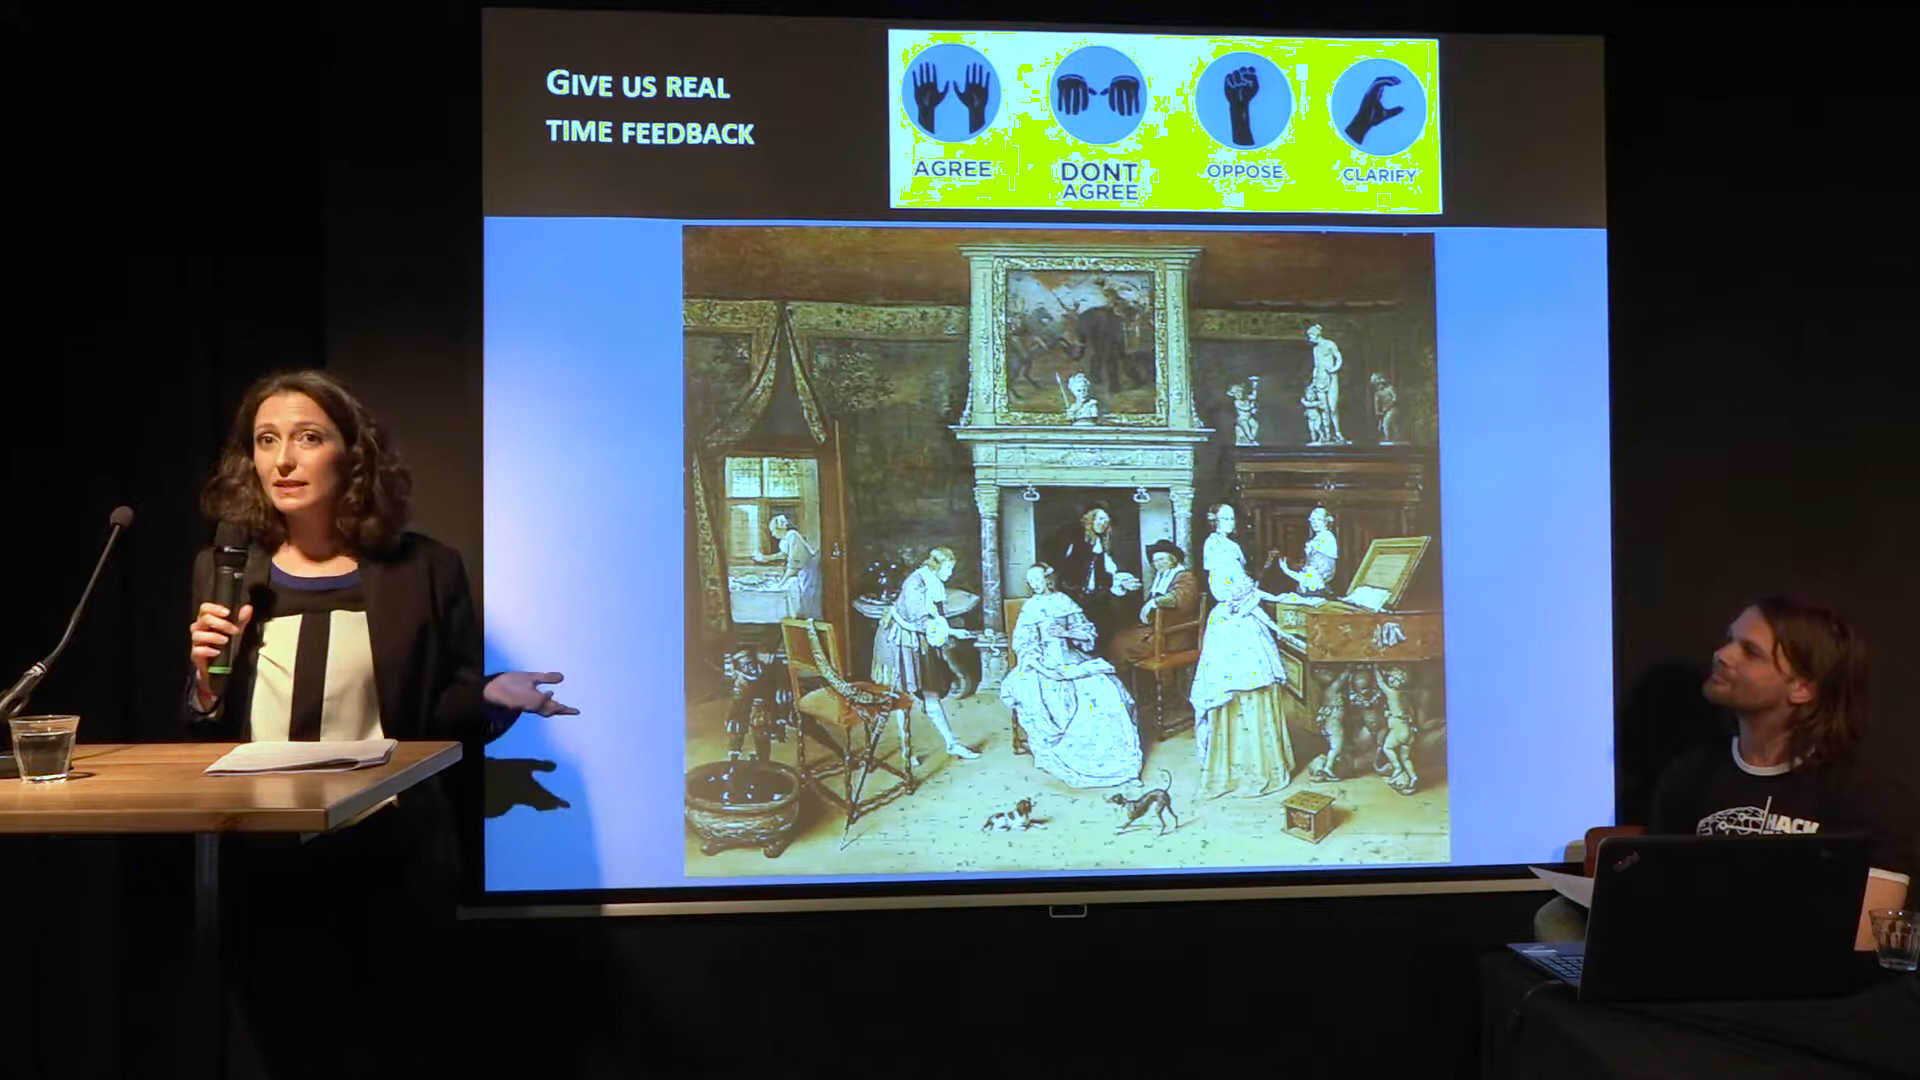 GIVE US REAL
TIME FEEDBACK
AGREE
DONT
AGREE
OPPOSE
CLARIFY
HACK